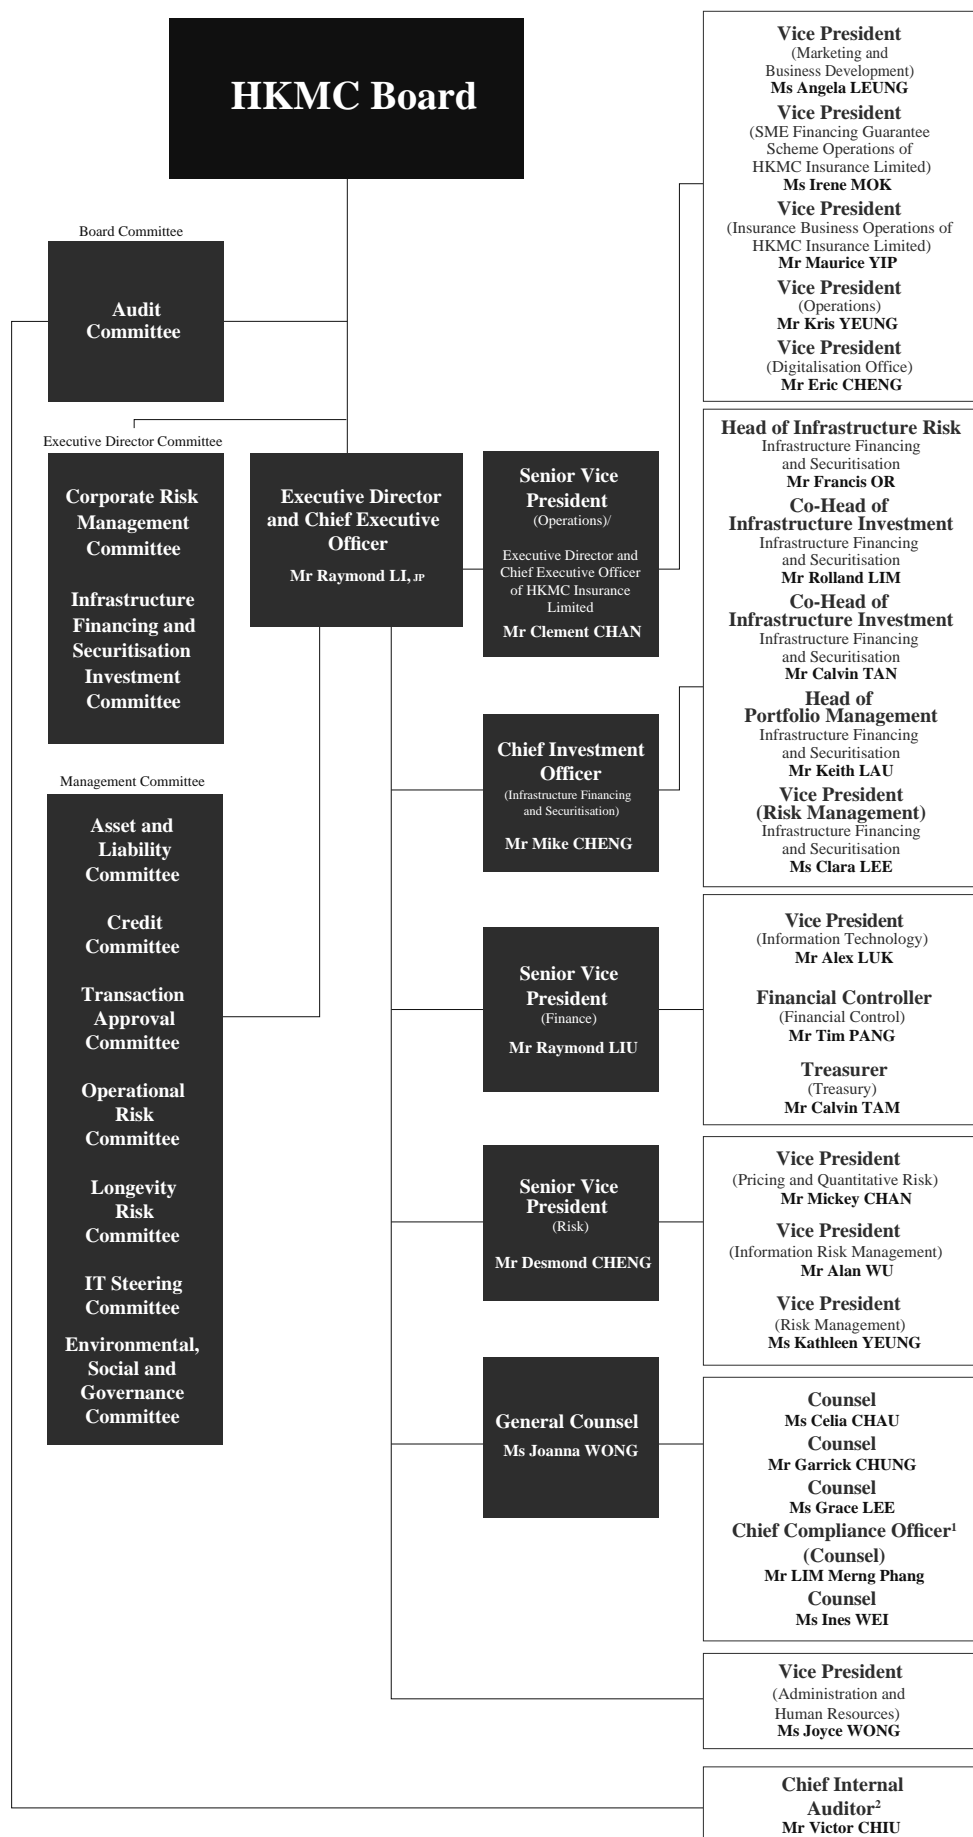 HKMC Board
Board Committee
Audit
Committee
Executive Director Committee
Corporate Risk
Management
Committee
Infrastructure
Financing and
Securitisation
Investment
Committee
Management Committee
Asset and
Liability
Committee
Credit
Committee
Transaction
Approval
Committee
Operational
Risk
Committee
Longevity
Risk
Committee
IT Steering
Committee
Environmental,
Social and
Governance
Committee
Executive Director
and Chief Executive
Officer
Mr Raymond LI, JP
Senior Vice
President
(Operations)/
Executive Director and
Chief Executive Officer
of HKMC Insurance
Limited
Mr Clement CHAN
Chief Investment
Officer
(Infrastructure Financing
and Securitisation)
Mr Mike CHENG
Senior Vice
President
(Finance)
Mr Raymond LIU
Senior Vice
President
(Risk)
Mr Desmond CHENG
General Counsel
Ms Joanna WONG
Vice President
(Marketing and
Business Development)
Ms Angela LEUNG
Vice President
(SME Financing Guarantee
Scheme Operations of
HKMC Insurance Limited)
Ms Irene MOK
Vice President
(Insurance Business Operations of
HKMC Insurance Limited)
Mr Maurice YIP
Vice President
(Operations)
Mr Kris YEUNG
Vice President
(Digitalisation Office)
Mr Eric CHENG
Head of Infrastructure Risk
Infrastructure Financing
and Securitisation
Mr Francis OR
Co-Head of
Infrastructure Investment
Infrastructure Financing
and Securitisation
Mr Rolland LIM
Co-Head of
Infrastructure Investment
Infrastructure Financing
and Securitisation
Mr Calvin TAN
Head of
Portfolio Management
Infrastructure Financing
and Securitisation
Mr Keith LAU
Vice President
(Risk Management)
Infrastructure Financing
and Securitisation
Ms Clara LEE
Vice President
(Information Technology)
Mr Alex LUK
Financial Controller
(Financial Control)
Mr Tim PANG
Treasurer
(Treasury)
Mr Calvin TAM
Vice President
(Pricing and Quantitative Risk)
Mr Mickey CHAN
Vice President
(Information Risk Management)
Mr Alan WU
Vice President
(Risk Management)
Ms Kathleen YEUNG
Counsel
Ms Celia CHAU
Counsel
Mr Garrick CHUNG
Counsel
Ms Grace LEE
Chief Compliance Officer¹
(Counsel)
Mr LIM Merng Phang
Counsel
Ms Ines WEI
Vice President
(Administration and
Human Resources)
Ms Joyce WONG
Chief Internal
Auditor²
Mr Victor CHIU